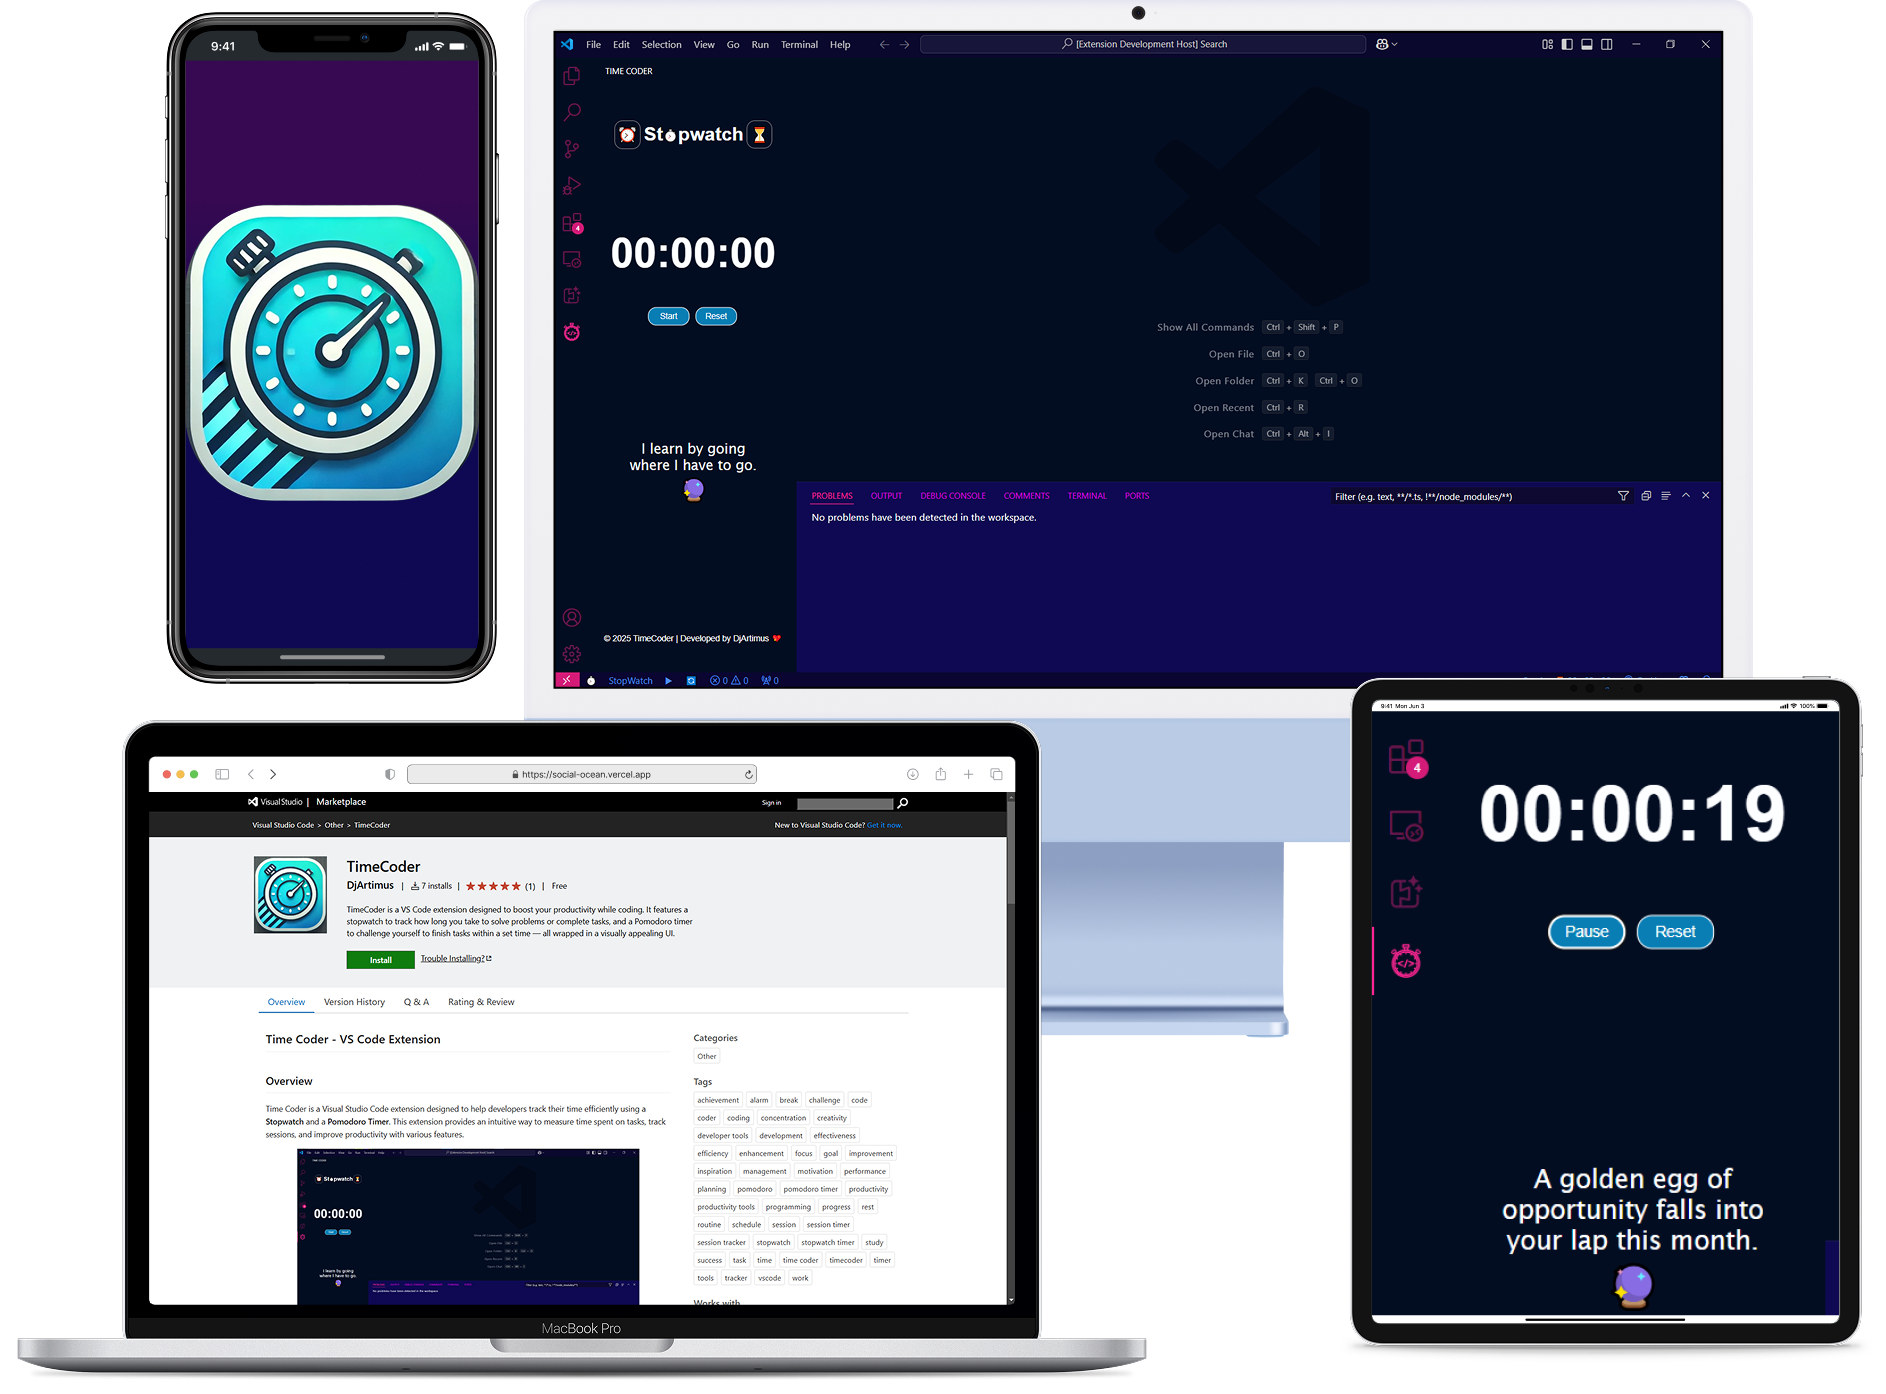 9:41
File Edit Selection View Go Run Terminal Help
[Extension Development Host] Search
TIME CODER
Stopwatch
4
00:00:00
Start Reset
Show All Commands Ctrl + Shift + P
Open File Ctrl + O
Open Folder Ctrl + K Ctrl + O
Open Recent Ctrl + R
Open Chat Ctrl + Alt + I
I learn by going
where I have to go.
PROBLEMS OUTPUT DEBUG CONSOLE COMMENTS TERMINAL PORTS
Filter (e.g. text, **/*.ts, !**/node_modules/**)
No problems have been detected in the workspace.
© 2025 TimeCoder | Developed by DjArtimus
StopWatch 0 0 0
https://social-ocean.vercel.app
Visual Studio | Marketplace
Sign in
Visual Studio Code > Other > TimeCoder
New to Visual Studio Code? Get it now.
TimeCoder
DjArtimus | 7 installs | (1) | Free
TimeCoder is a VS Code extension designed to boost your productivity while coding. It features a
stopwatch to track how long you take to solve problems or complete tasks, and a Pomodoro timer
to challenge yourself to finish tasks within a set time — all wrapped in a visually appealing UI.
Install Trouble Installing?
Overview Version History Q & A Rating & Review
Time Coder - VS Code Extension
Overview
Time Coder is a Visual Studio Code extension designed to help developers track their time efficiently using a
Stopwatch and a Pomodoro Timer. This extension provides an intuitive way to measure time spent on tasks, track
sessions, and improve productivity with various features.
Stopwatch
00:00:00
I learn by going
where I have to go.
Categories
Other
Tags
achievement alarm break challenge code
coder coding concentration creativity
developer tools development effectiveness
efficiency enhancement focus goal improvement
inspiration management motivation performance
planning pomodoro pomodoro timer productivity
productivity tools programming progress rest
routine schedule session session timer
session tracker stopwatch stopwatch timer study
success task time time coder timecoder timer
tools tracker vscode work
Works with
MacBook Pro
9:41 Mon Jun 3
100%
4
00:00:19
Pause Reset
A golden egg of
opportunity falls into
your lap this month.